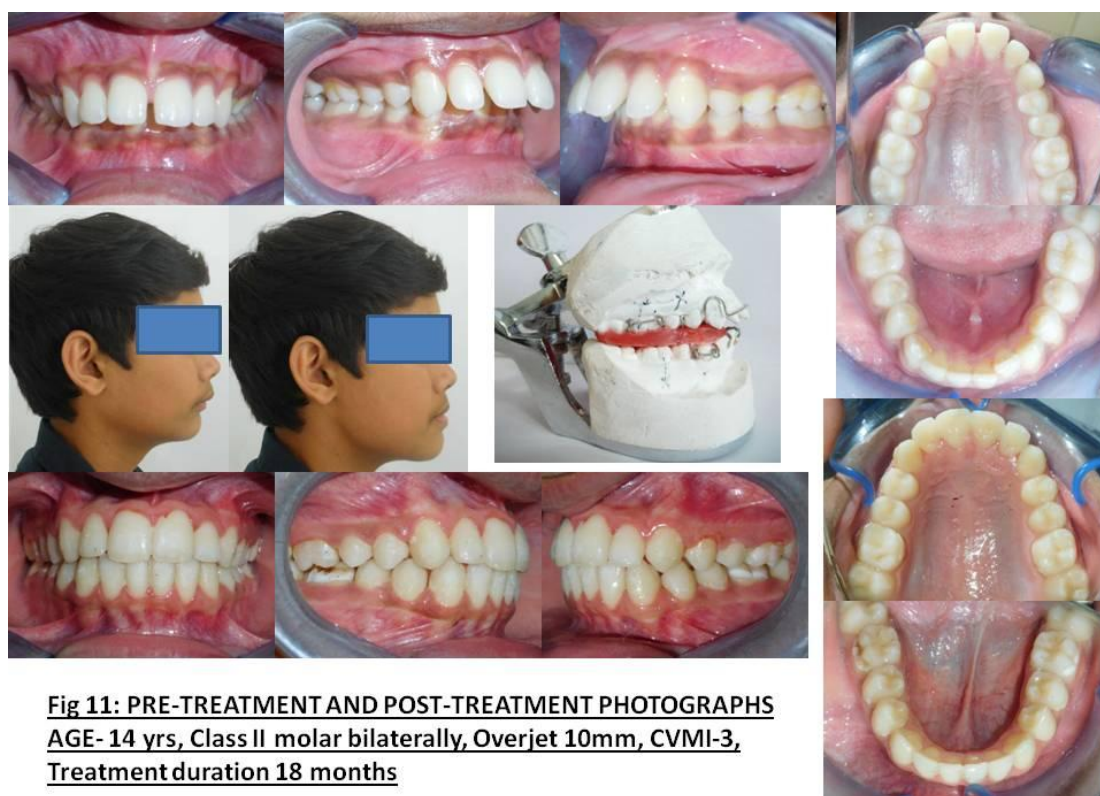 Fig 11: PRE-TREATMENT AND POST-TREATMENT PHOTOGRAPHS
AGE- 14 yrs, Class II molar bilaterally, Overjet 10mm, CVMI-3,
Treatment duration 18 months